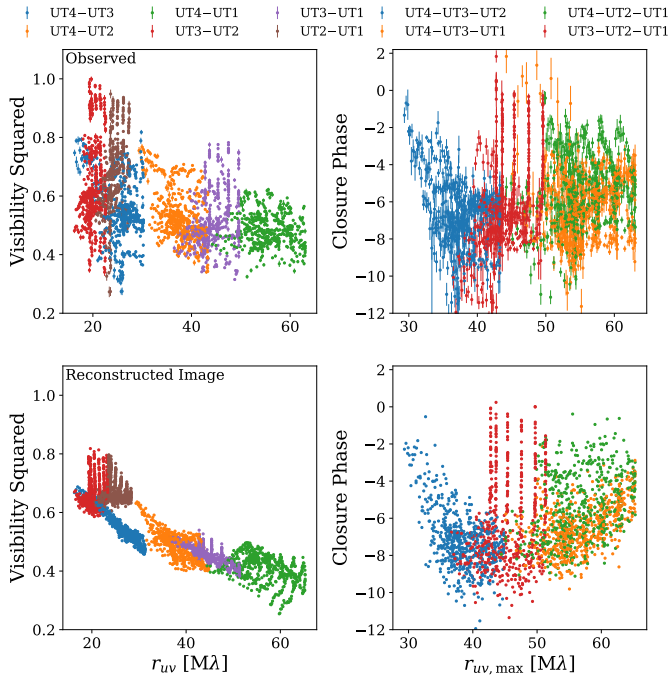 UT4−UT3 UT4−UT1 UT3−UT1 UT4−UT3−UT2 UT4−UT2−UT1
UT4−UT2 UT3−UT2 UT2−UT1 UT4−UT3−UT1 UT3−UT2−UT1
Observed
Visibility Squared
1.0
0.8
0.6
0.4
0.2
20 40 60
Closure Phase
2
0
−2
−4
−6
−8
−10
−12
30 40 50 60
Reconstructed Image
Visibility Squared
1.0
0.8
0.6
0.4
0.2
20 40 60
r_{uv} [Mλ]
Closure Phase
0
−2
−4
−6
−8
−10
−12
30 40 50 60
r_{uv, max} [Mλ]